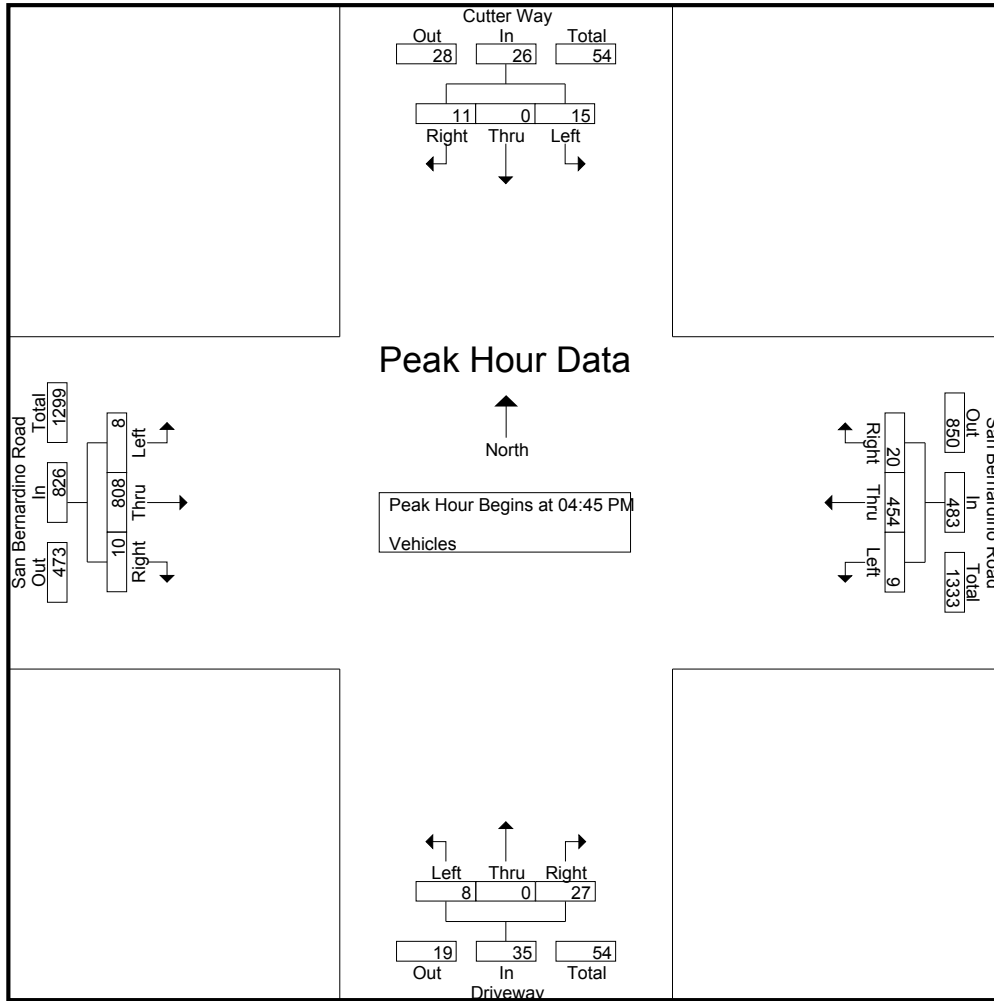 Cutter Way
Out In Total
28 26 54
11 0 15
Right Thru Left
Peak Hour Data
North
Peak Hour Begins at 04:45 PM
Vehicles
San Bernardino Road
Total In Out
1299 826 473
8 808 10
Left Thru Right
Right Thru Left
20 454 9
850 483 1333
Out In Total
San Bernardino Road
Left Thru Right
8 0 27
19 35 54
Out In Total
Driveway